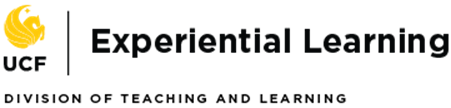 UCF
Experiential Learning
DIVISION OF TEACHING AND LEARNING